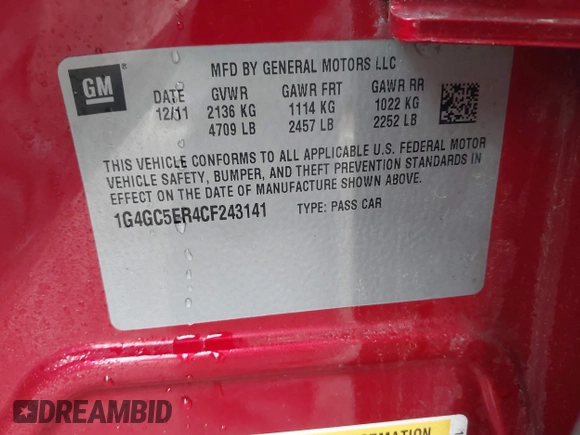 GM
MFD BY GENERAL MOTORS LLC
DATE GVWR GAWR FRT GAWR RR
12/11 2136 KG 1114 KG 1022 KG
4709 LB 2457 LB 2252 LB
THIS VEHICLE CONFORMS TO ALL APPLICABLE U.S. FEDERAL MOTOR
VEHICLE SAFETY, BUMPER, AND THEFT PREVENTION STANDARDS IN
EFFECT ON THE DATE OF MANUFACTURE SHOWN ABOVE.
1G4GC5ER4CF243141 TYPE: PASS CAR
DREAMBID